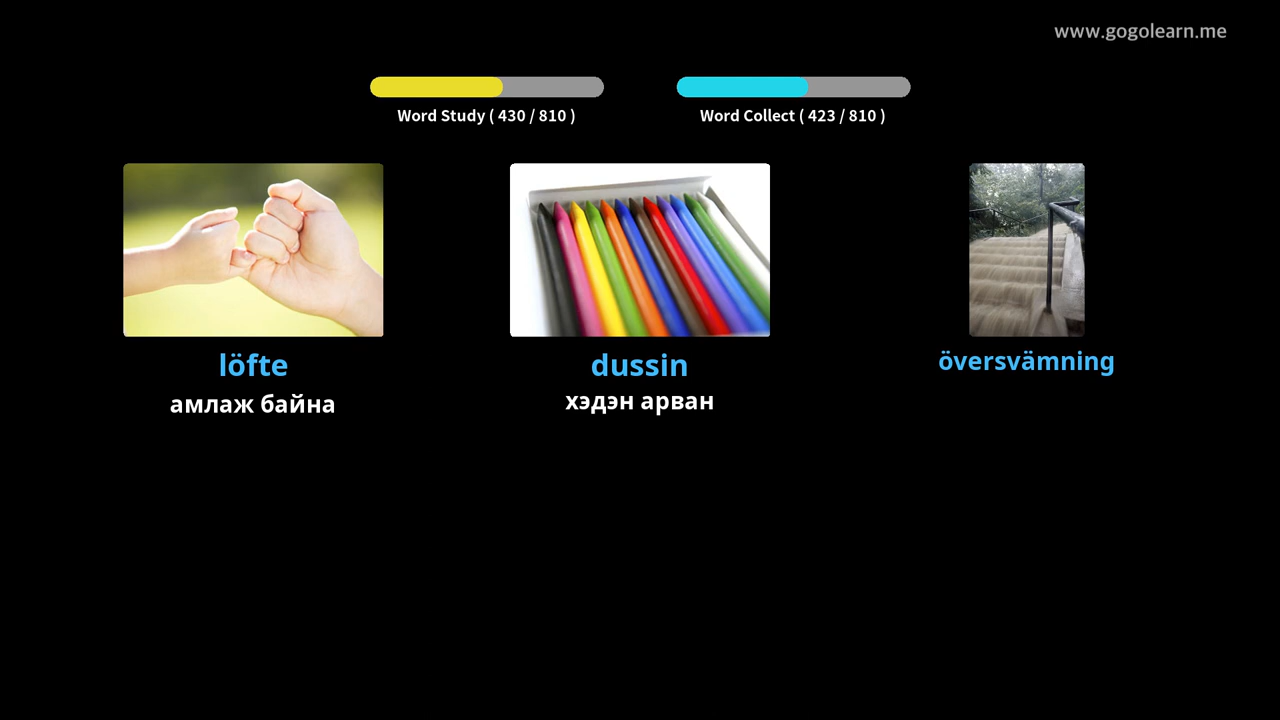 www.gogolearn.me
Word Study ( 430 / 810 )
Word Collect ( 423 / 810 )
löfte
амлаж байна
dussin
хэдэн арван
översvämning